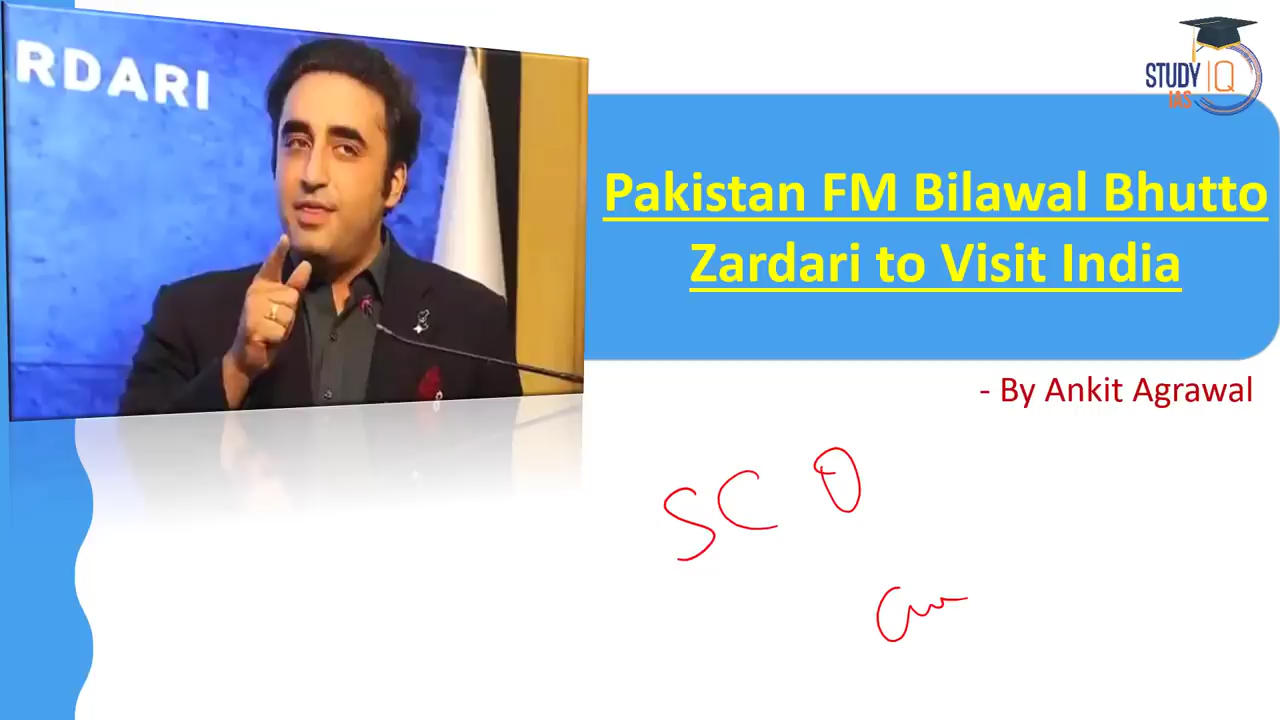 RDARI
STUDY IQ
IAS
Pakistan FM Bilawal Bhutto
Zardari to Visit India
- By Ankit Agrawal
SCO